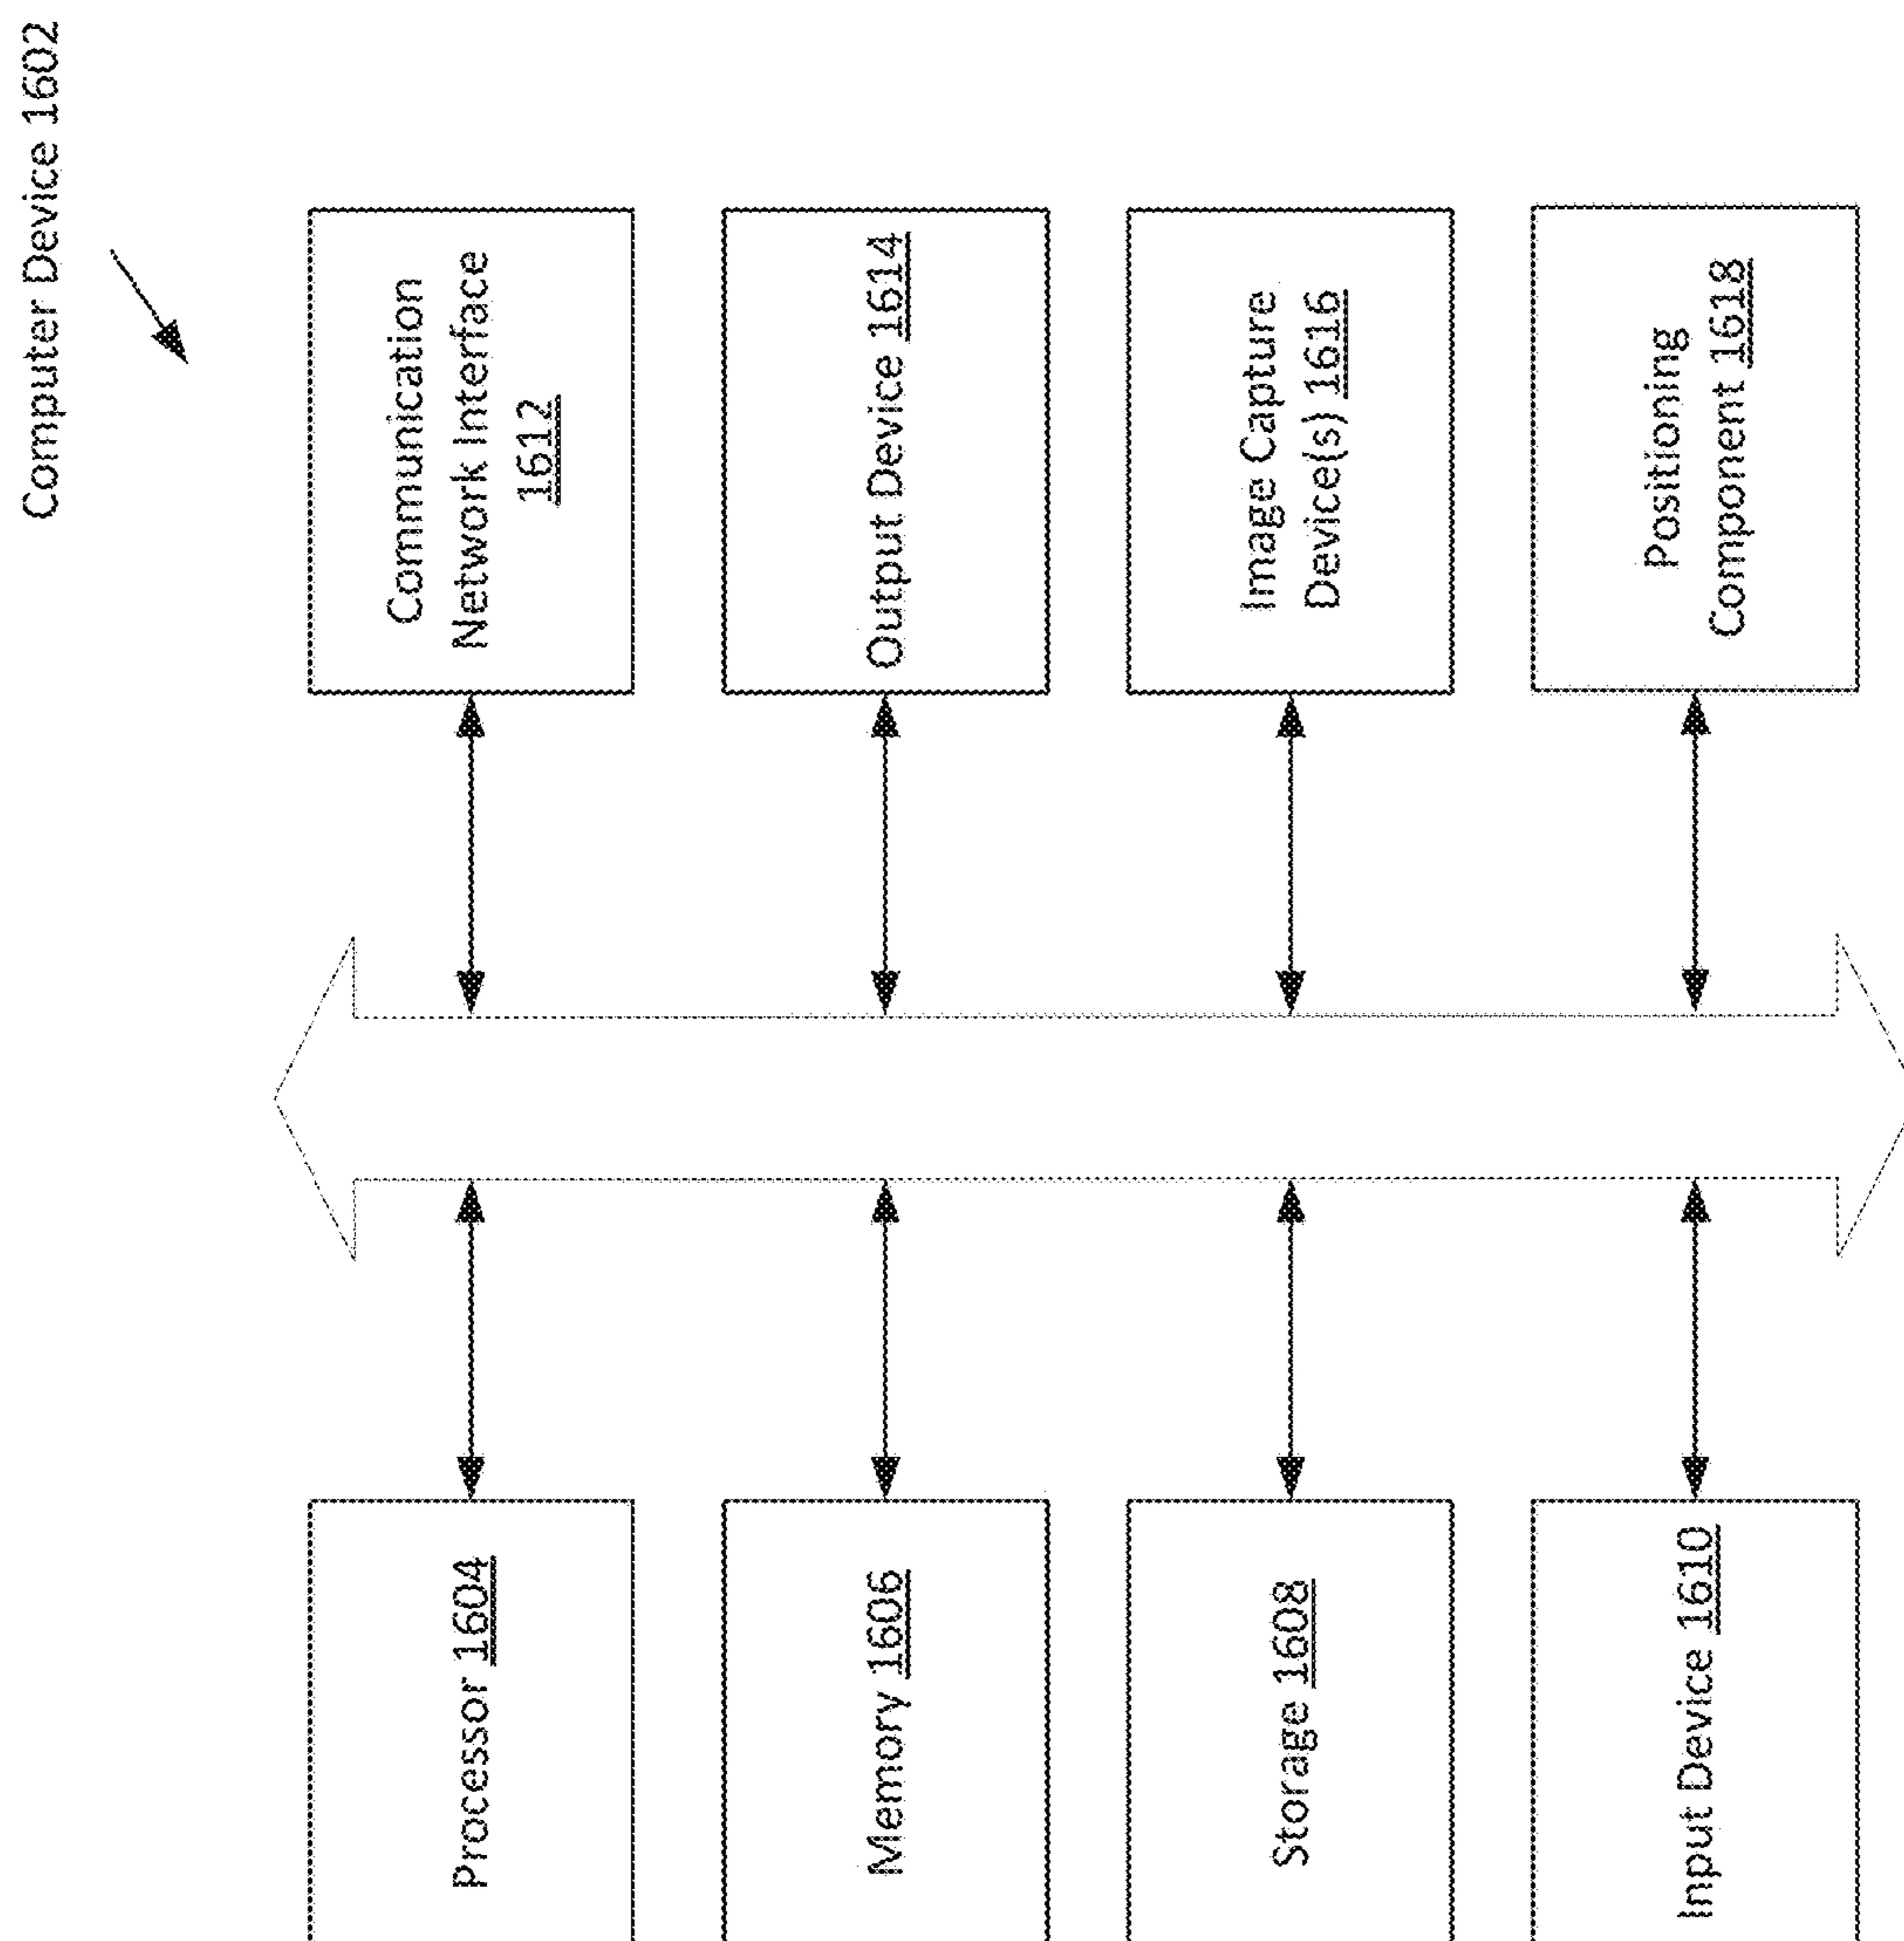 Computer Device 1602
Processor 1604
Communication
Network Interface
1612
Memory 1606
Output Device 1614
Storage 1608
Image Capture
Device(s) 1616
Input Device 1610
Positioning
Component 1618